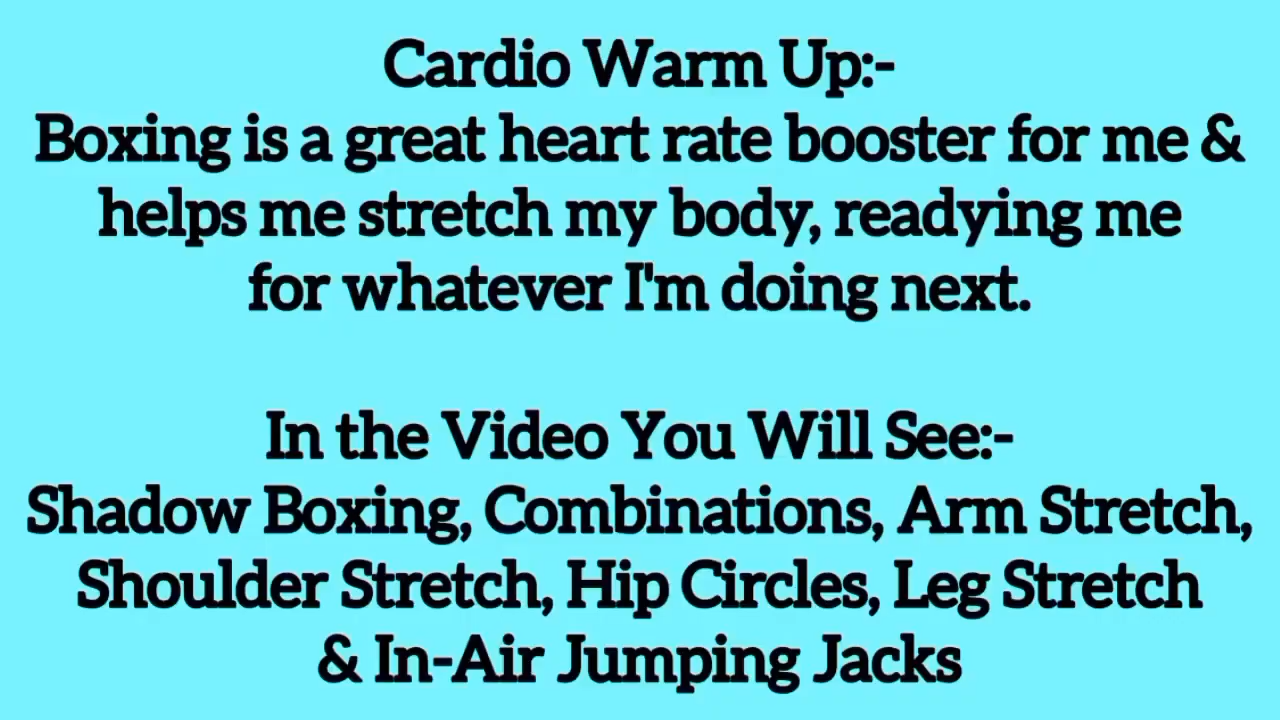 Cardio Warm Up:-
Boxing is a great heart rate booster for me &
helps me stretch my body, readying me
for whatever I'm doing next.
In the Video You Will See:-
Shadow Boxing, Combinations, Arm Stretch,
Shoulder Stretch, Hip Circles, Leg Stretch
& In-Air Jumping Jacks